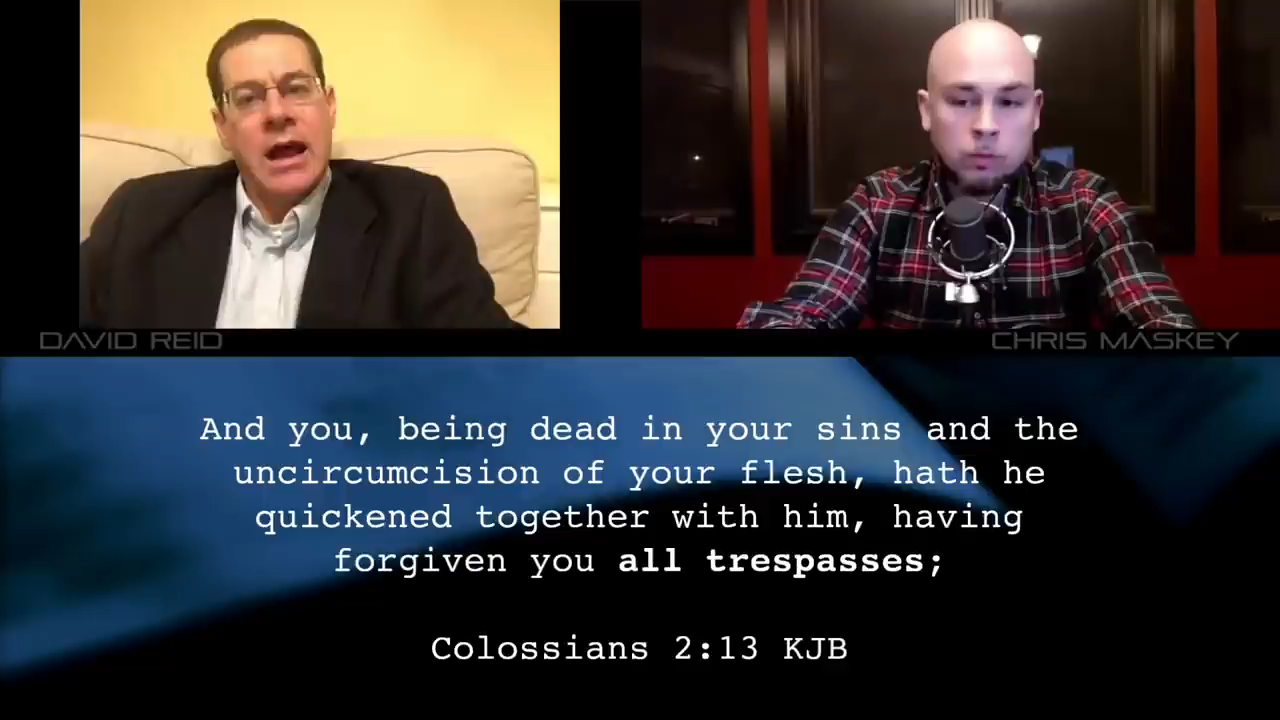 DAVID REID
CHRIS MASKEY
And you, being dead in your sins and the
uncircumcision of your flesh, hath he
quickened together with him, having
forgiven you all trespasses;
Colossians 2:13 KJB